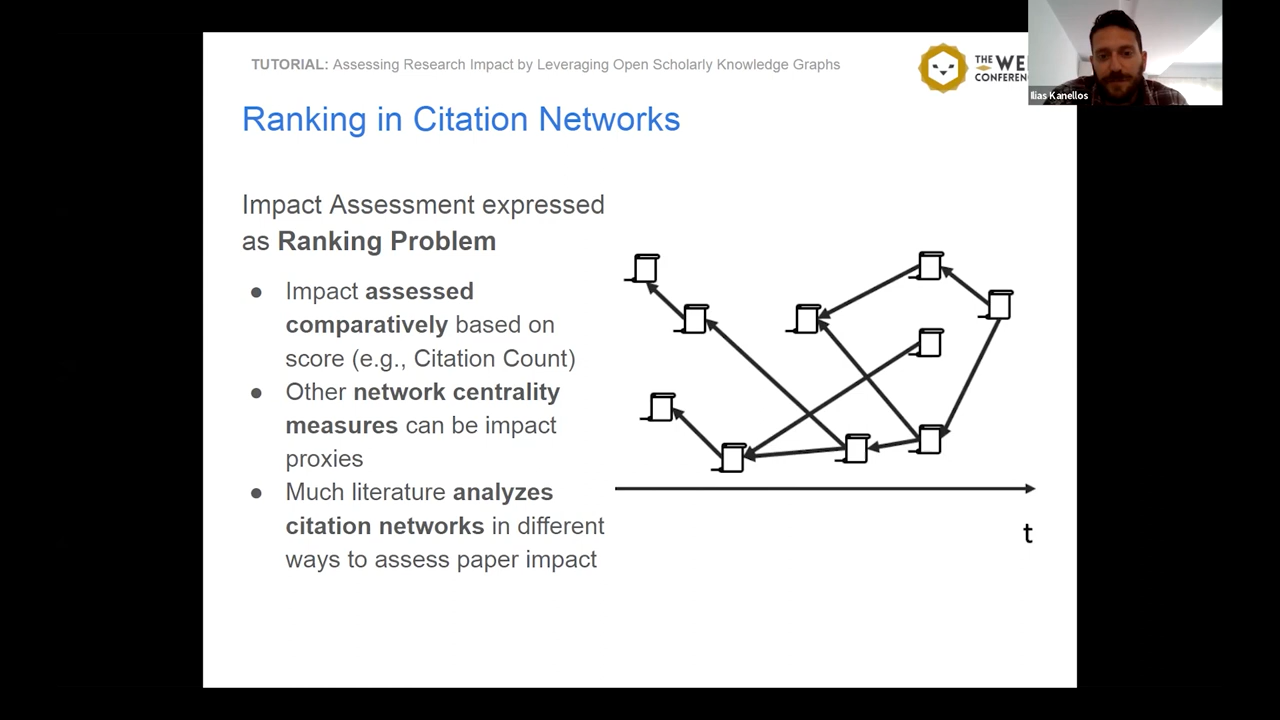 TUTORIAL: Assessing Research Impact by Leveraging Open Scholarly Knowledge Graphs
THE WE
CONFEREN
Ilias Kanellos
Ranking in Citation Networks
Impact Assessment expressed
as Ranking Problem
● Impact assessed
comparatively based on
score (e.g., Citation Count)
● Other network centrality
measures can be impact
proxies
● Much literature analyzes
citation networks in different
ways to assess paper impact
t